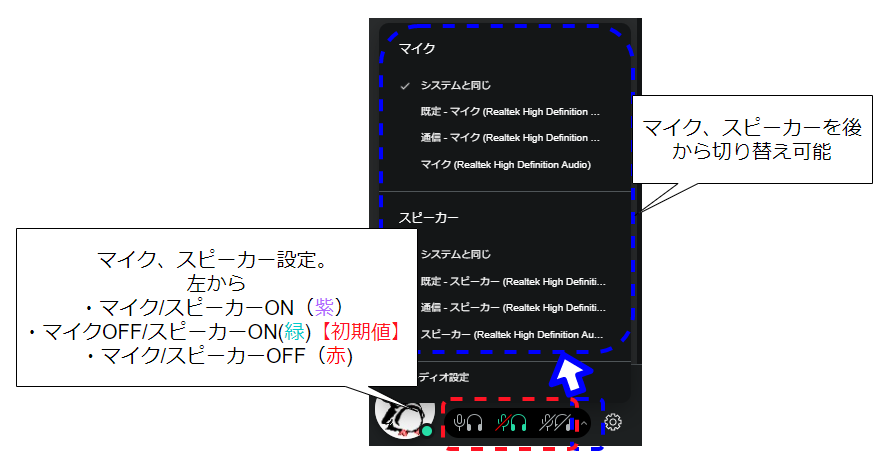 マイク
システムと同じ
既定 - マイク (Realtek High Definition ...
通信 - マイク (Realtek High Definition ...
マイク (Realtek High Definition Audio)
マイク、スピーカーを後
から切り替え可能
スピーカー
システムと同じ
既定 - スピーカー (Realtek High Definiti...
通信 - スピーカー (Realtek High Definiti...
スピーカー (Realtek High Definition Au...
マイク、スピーカー設定。
左から
・マイク/スピーカーON（紫）
・マイクOFF/スピーカーON(緑)【初期値】
・マイク/スピーカーOFF（赤)
ディオ設定